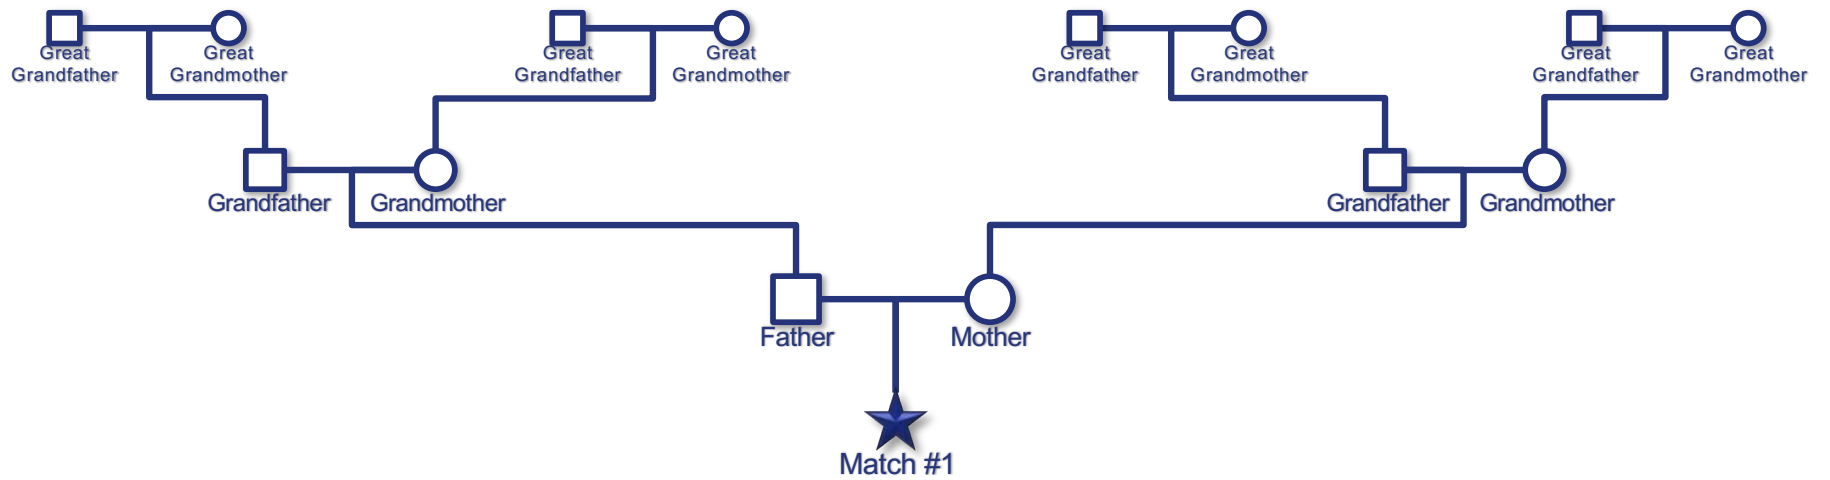 Great Grandfather
Great Grandmother
Great Grandfather
Great Grandmother
Great Grandfather
Great Grandmother
Great Grandfather
Great Grandmother
Grandfather
Grandmother
Grandfather
Grandmother
Father
Mother
Match #1